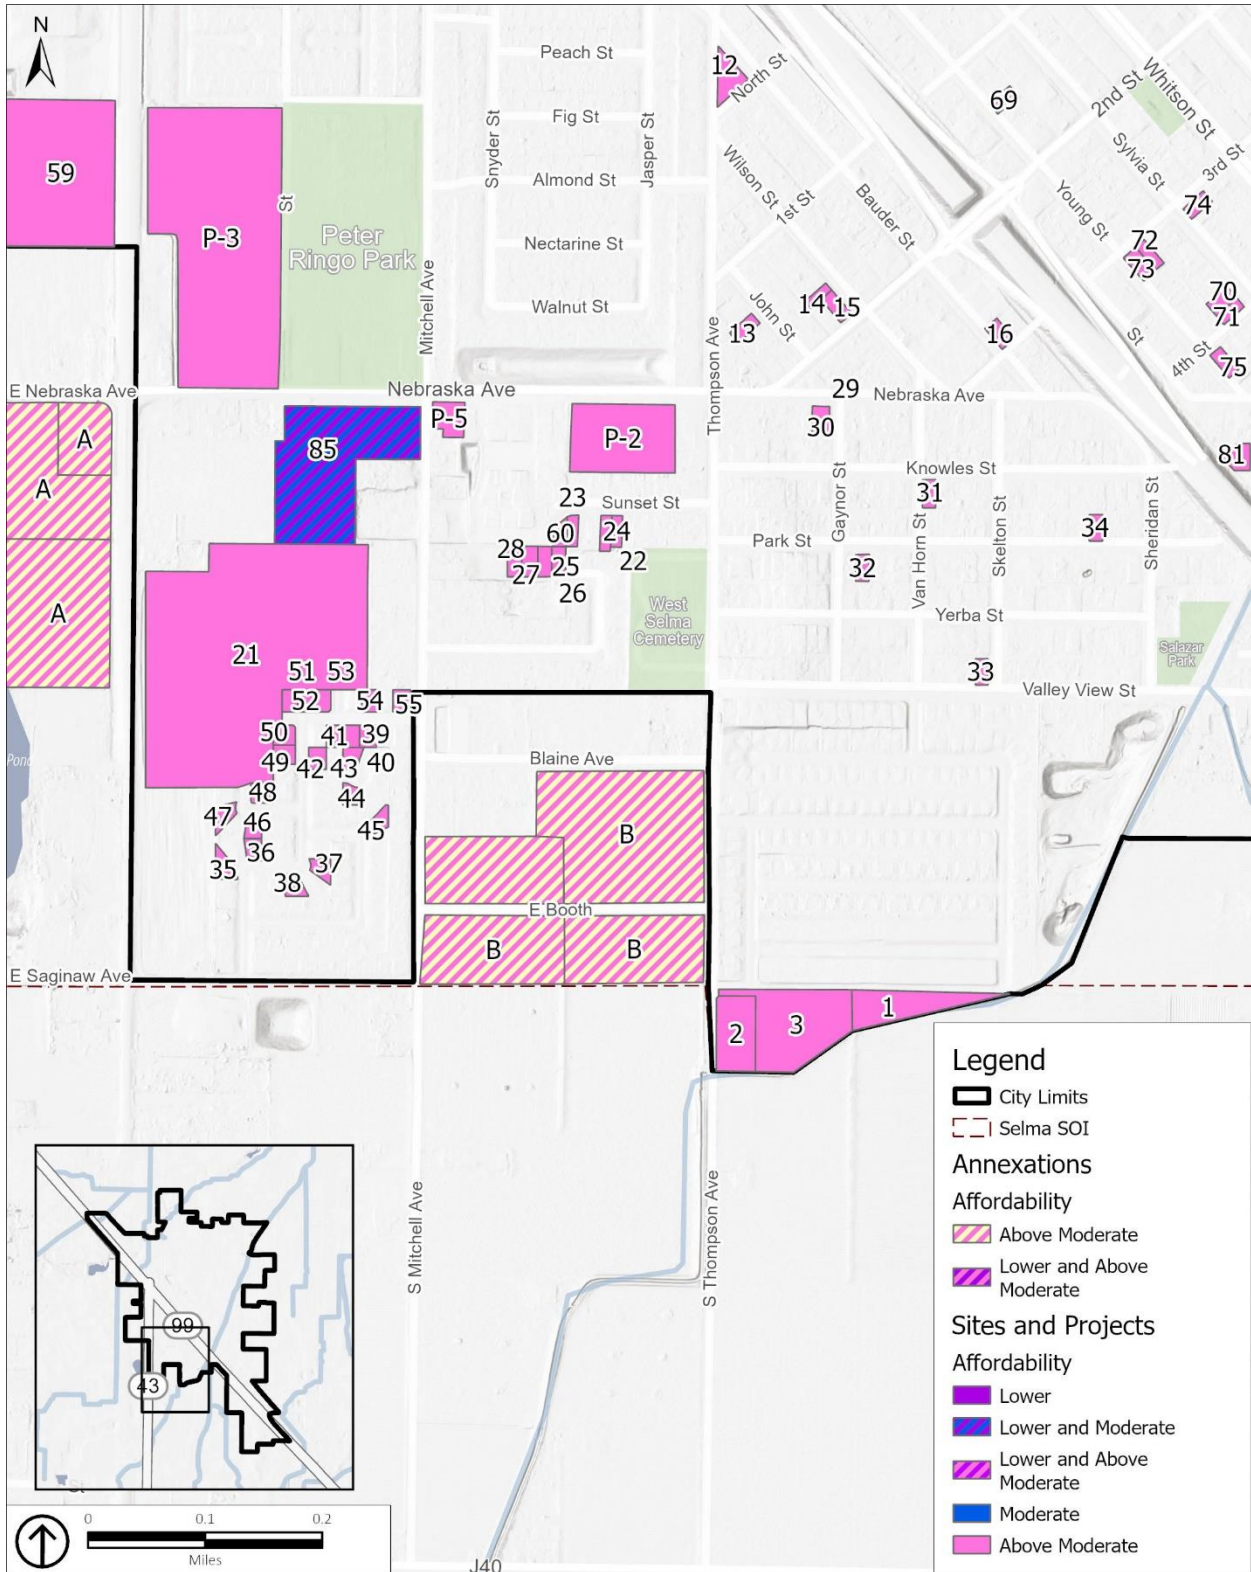 N
Peach St
12
North St
69
2nd St
Whitson St
Fig St
Snyder St
Jasper St
59
Almond St
Wilson St
1st St
Bauder St
Young St
Sylvia St
3rd St
74
P-3
St
Peter
Ringo Park
Nectarine St
72
73
Mitchell Ave
Walnut St
14
15
13
John St
16
70
71
St
4th St
75
Thompson Ave
E Nebraska Ave
Nebraska Ave
29
Nebraska Ave
A
P-5
P-2
30
85
81
Knowles St
A
31
23
Sunset St
Gaynor St
Van Horn St
Skelton St
Sheridan St
60
24
34
28
25
22
Park St
27
32
26
A
West
Selma
Cemetery
Yerba St
21
Salazar
Park
51
53
33
52
54
55
Valley View St
50
41
39
49
42
43
40
Blaine Ave
Pond
48
44
47
46
45
B
36
35
37
38
E Booth
B
B
E Saginaw Ave
2
3
1
Legend
City Limits
Selma SOI
Annexations
Affordability
Above Moderate
Lower and Above
Moderate
Sites and Projects
Affordability
Lower
Lower and Moderate
Lower and Above
Moderate
Moderate
Above Moderate
S Mitchell Ave
S Thompson Ave
99
43
St
0
0.1
0.2
Miles
J40